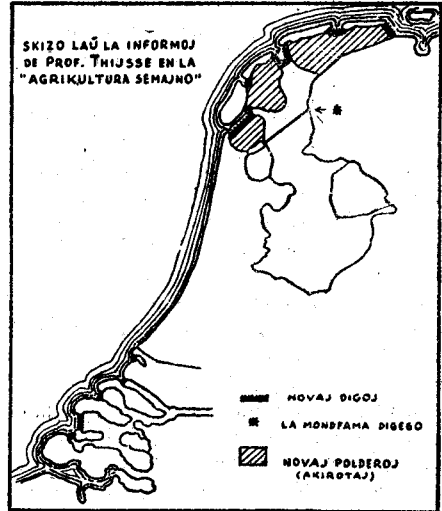 SKIZO LAŬ LA INFORMOJ
DE PROF. THIJSSE EN LA
"AGRIKULTURA SEMAJNO"
*
NOVAJ DIGOJ
* LA MONDFAMA DIGEGO
NOVAJ POLDEROJ
(AKIROTAJ)